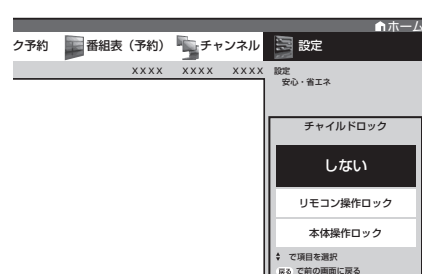 ホーム
ク予約 番組表（予約） チャンネル 設定
XXXX XXXX XXXX 設定
安心・省エネ
チャイルドロック
しない
リモコン操作ロック
本体操作ロック
で項目を選択
戻る で前の画面に戻る